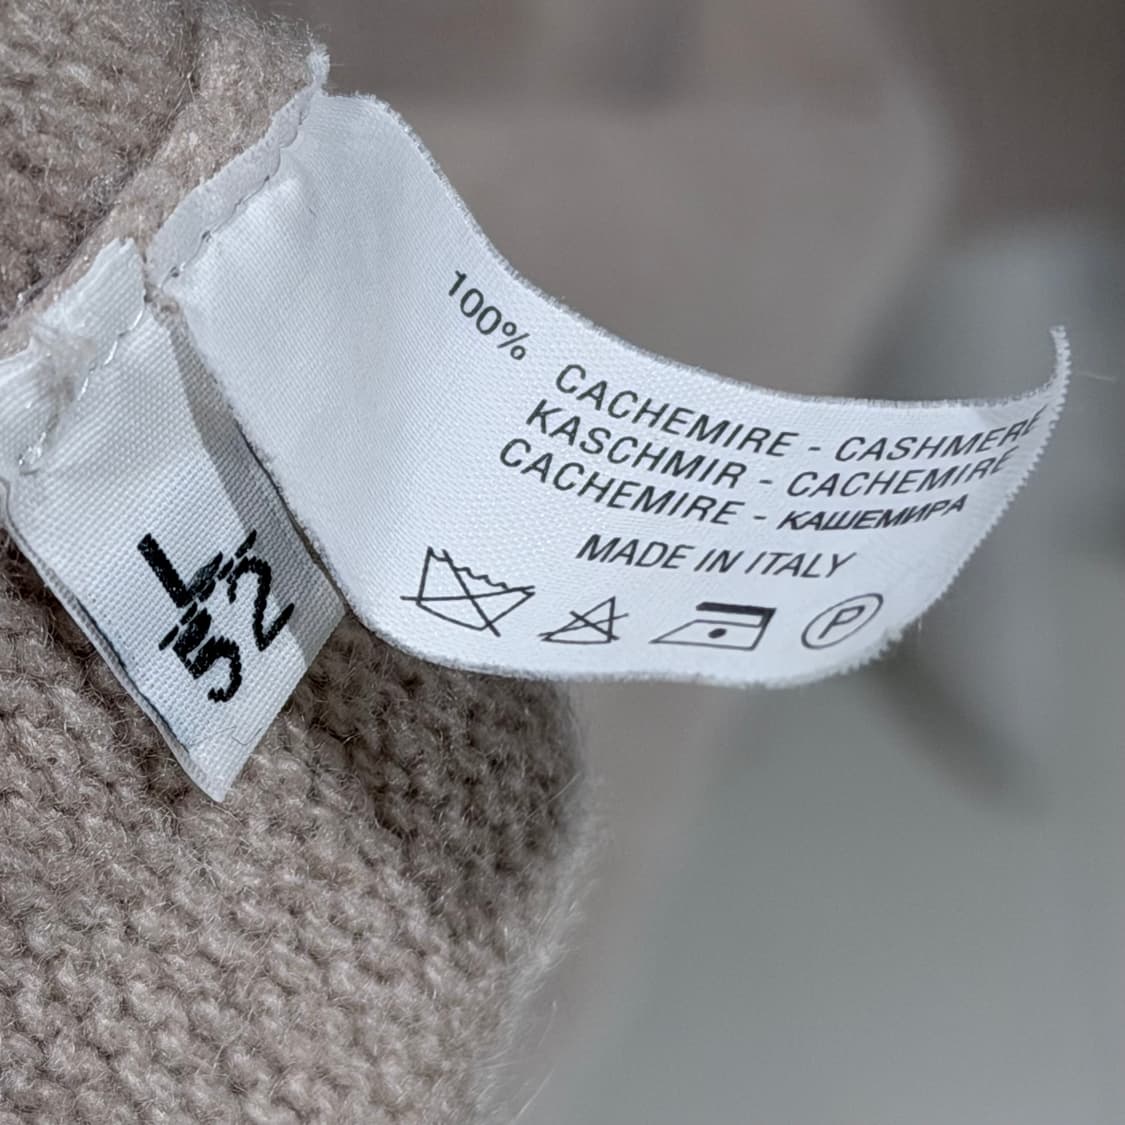 100%
CACHEMIRE - CASHMERE
KASCHMIR - CACHEMIRE
CACHEMIRE - КАШЕМИРА
MADE IN ITALY
P
L
52